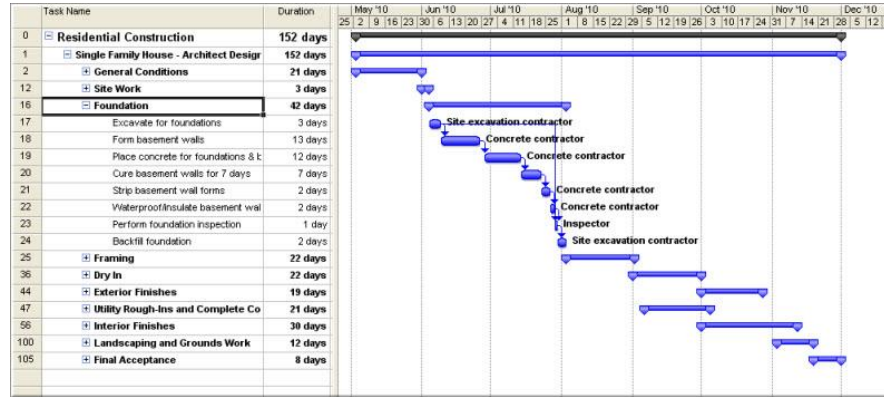 Task Name Duration May '10 Jun '10 Jul '10 Aug '10 Sep '10 Oct '10 Nov '10 Dec '10
25 2 9 16 23 30 6 13 20 27 4 11 18 25 1 8 15 22 29 5 12 19 26 3 10 17 24 31 7 14 21 28 5 12
0 Residential Construction 152 days
1 Single Family House - Architect Desigr 152 days
2 General Conditions 21 days
12 Site Work 3 days
16 Foundation 42 days
17 Excavate for foundations 3 days Site excavation contractor
18 Form basement walls 13 days Concrete contractor
19 Place concrete for foundations & b 12 days Concrete contractor
20 Cure basement walls for 7 days 7 days
21 Strip basement wall forms 2 days Concrete contractor
22 Waterproof/insulate basement wal 2 days Concrete contractor
23 Perform foundation inspection 1 day Inspector
24 Backfill foundation 2 days Site excavation contractor
25 Framing 22 days
36 Dry In 22 days
44 Exterior Finishes 19 days
47 Utility Rough-Ins and Complete Co 21 days
56 Interior Finishes 30 days
100 Landscaping and Grounds Work 12 days
105 Final Acceptance 8 days